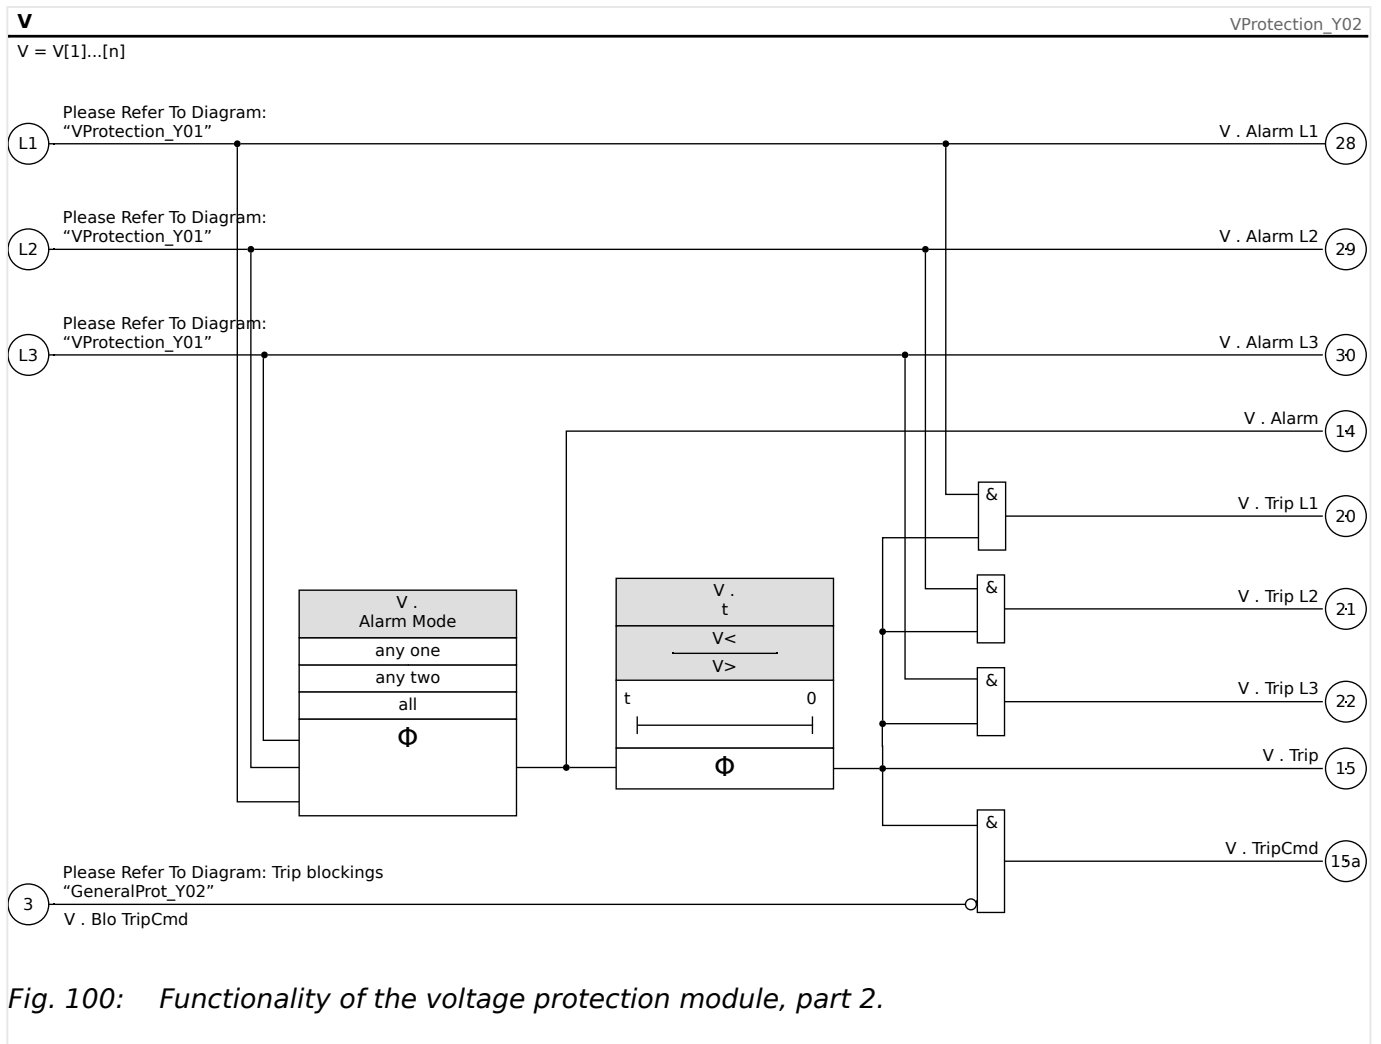 V
VProtection_Y02
V = V[1]...[n]
Please Refer To Diagram:
“VProtection_Y01”
L1
V . Alarm L1
28
Please Refer To Diagram:
“VProtection_Y01”
L2
V . Alarm L2
29
Please Refer To Diagram:
“VProtection_Y01”
L3
V . Alarm L3
30
V . Alarm
14
&
V . Trip L1
20
V .
Alarm Mode
any one
any two
all
Φ
V .
t
V<
V>
t 0
Φ
&
V . Trip L2
21
&
V . Trip L3
22
V . Trip
15
&
V . TripCmd
15a
Please Refer To Diagram: Trip blockings
“GeneralProt_Y02”
3
V . Blo TripCmd
Fig. 100: Functionality of the voltage protection module, part 2.